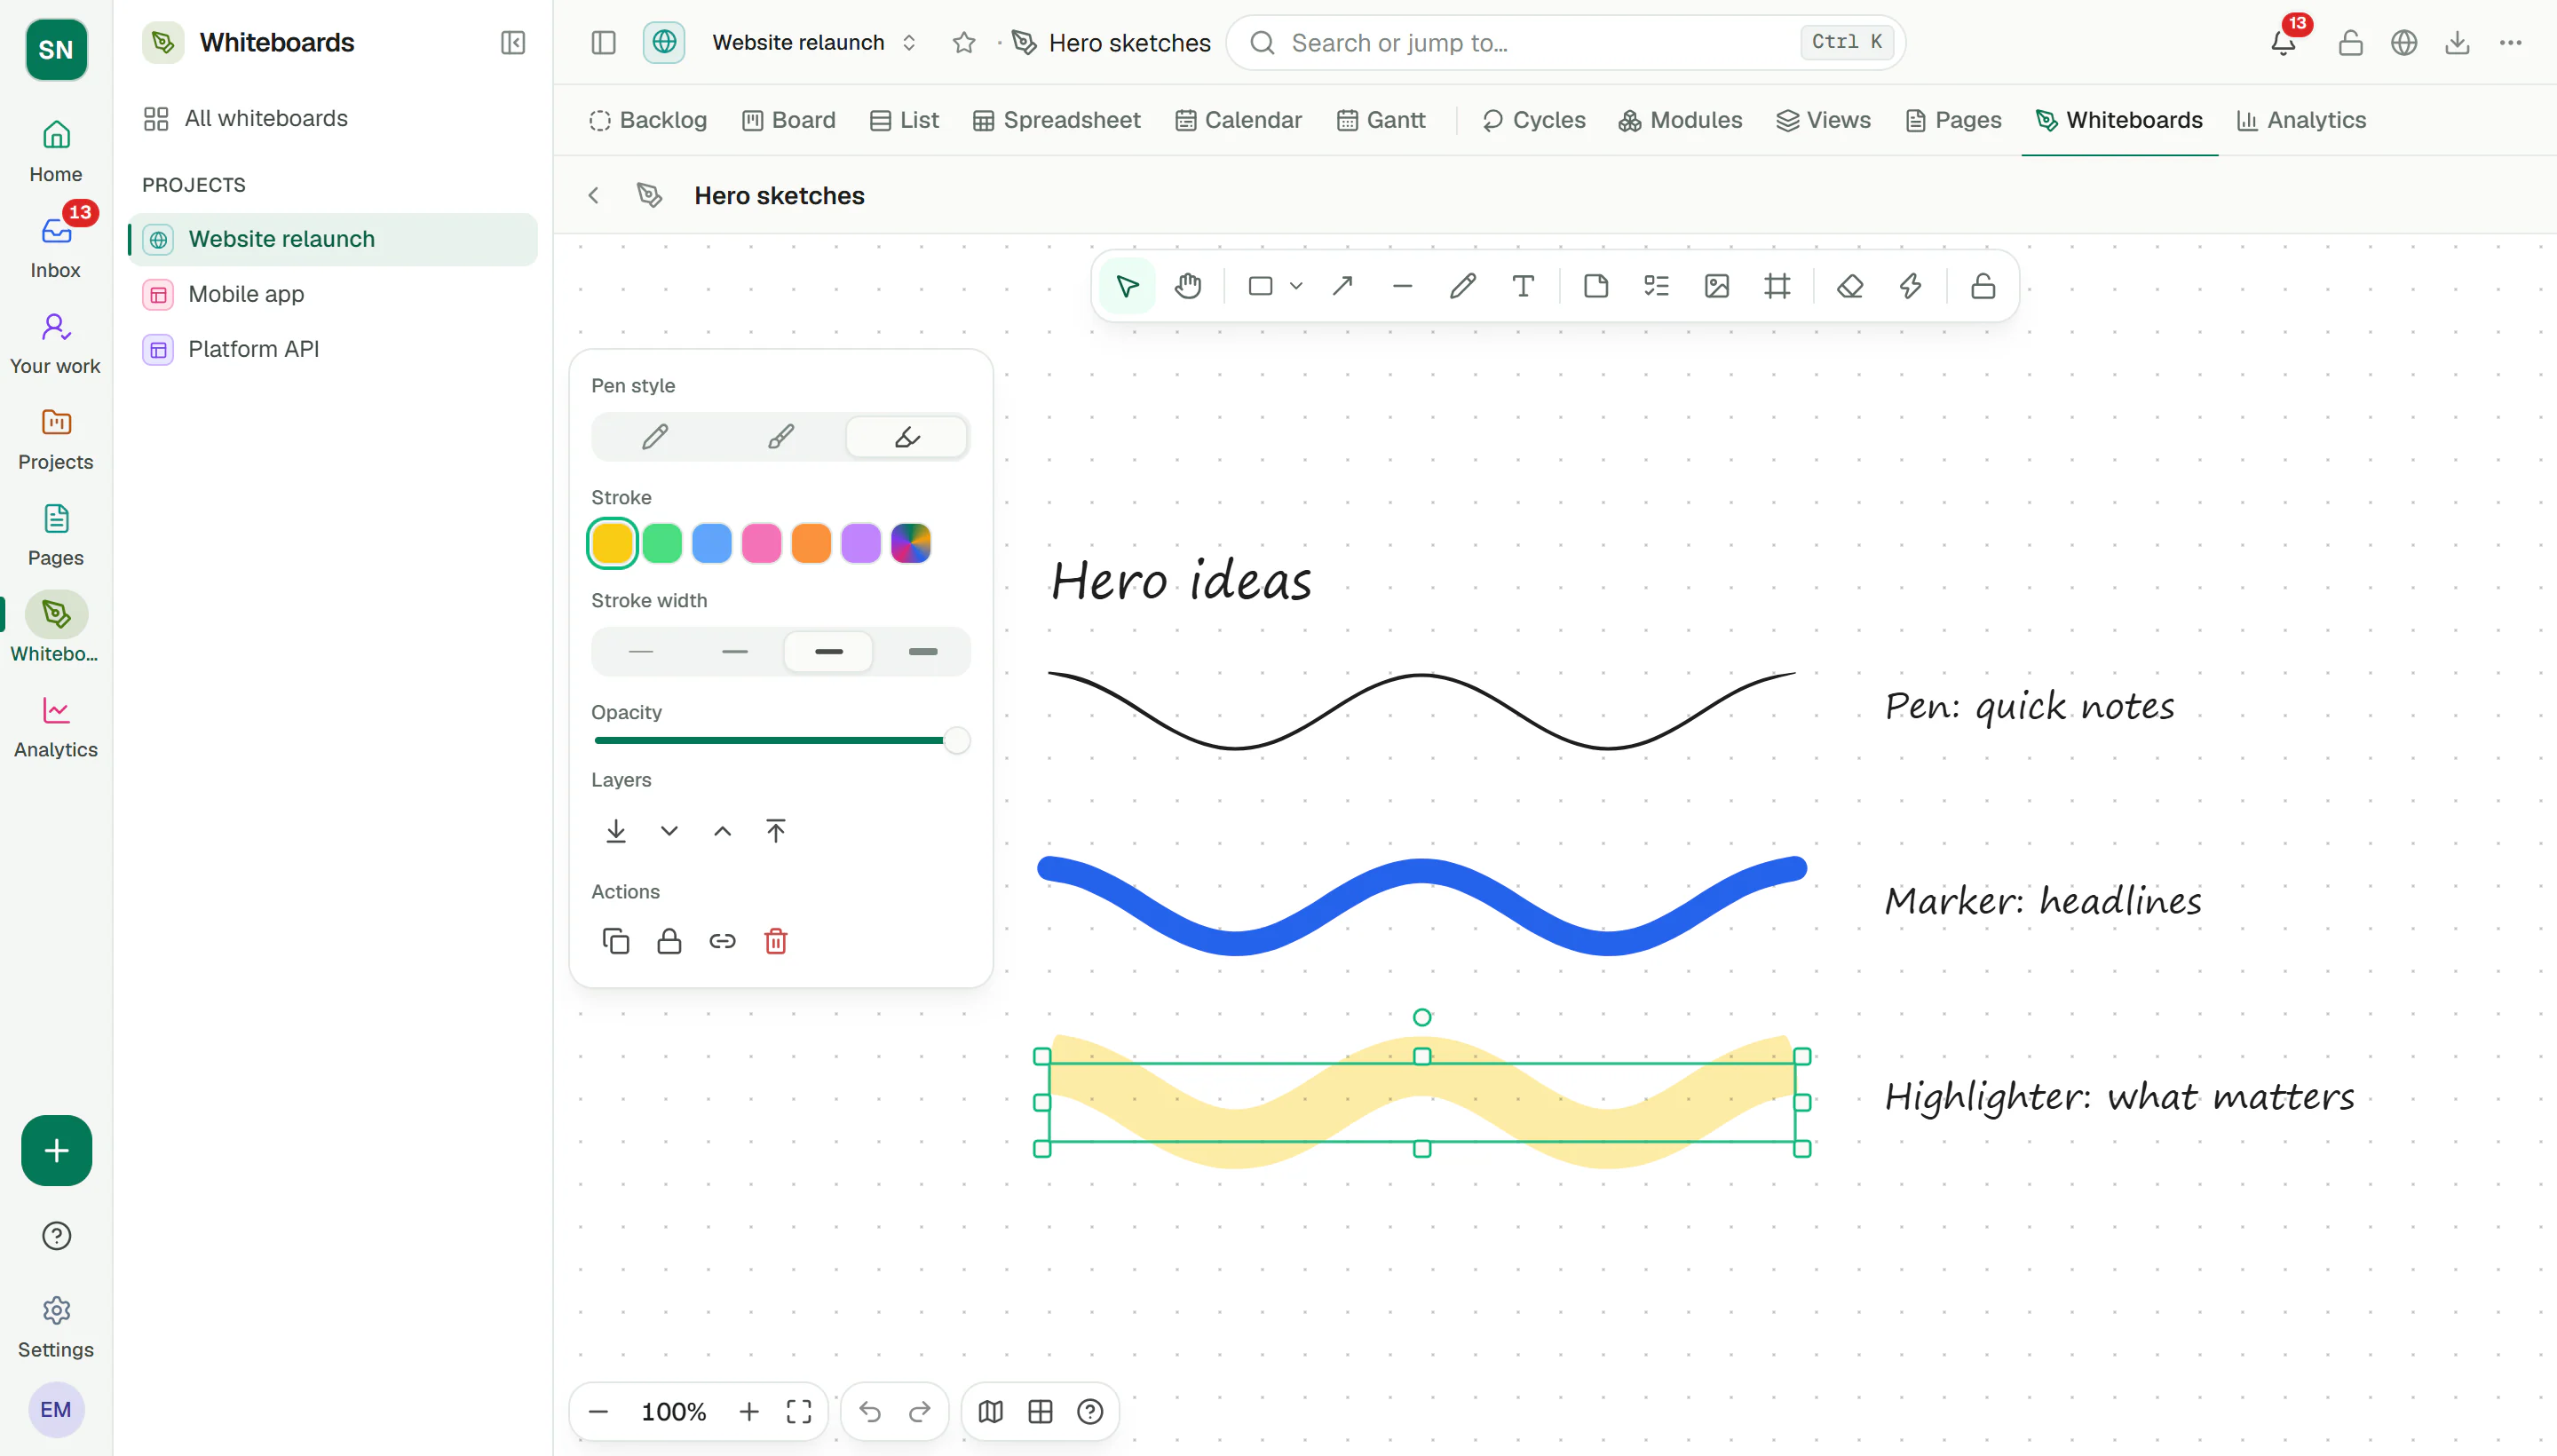 SN
Home
13
Inbox
Your work
Projects
Pages
Whitebo...
Analytics
Settings
EM
Whiteboards
All whiteboards
PROJECTS
Website relaunch
Mobile app
Platform API
Website relaunch
· Hero sketches
Search or jump to...
Ctrl K
13
Backlog
Board
List
Spreadsheet
Calendar
Gantt
Cycles
Modules
Views
Pages
Whiteboards
Analytics
Hero sketches
Pen style
Stroke
Stroke width
Opacity
Layers
Actions
Hero ideas
Pen: quick notes
Marker: headlines
Highlighter: what matters
100%